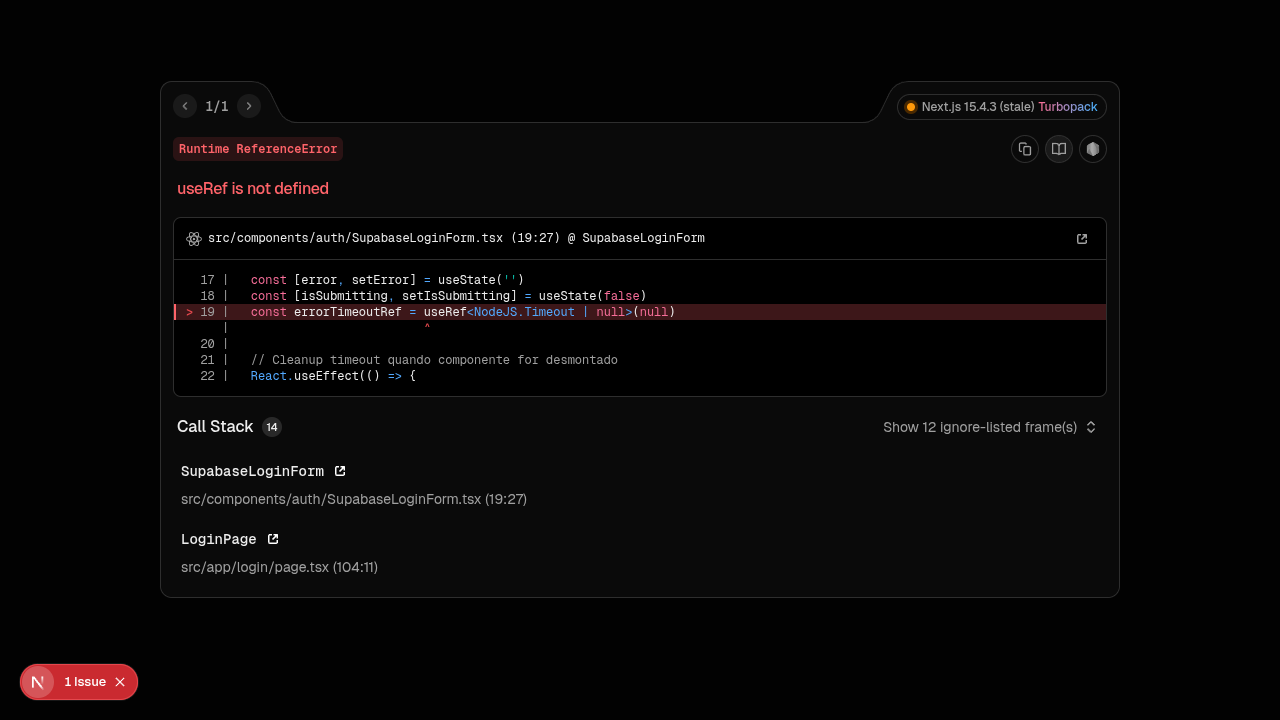 1/1
Next.js 15.4.3 (stale) Turbopack
Runtime ReferenceError
useRef is not defined
src/components/auth/SupabaseLoginForm.tsx (19:27) @ SupabaseLoginForm
17 |   const [error, setError] = useState('')
18 |   const [isSubmitting, setIsSubmitting] = useState(false)
> 19 |   const errorTimeoutRef = useRef<NodeJS.Timeout | null>(null)
|                           ^
20 |
21 |   // Cleanup timeout quando componente for desmontado
22 |   React.useEffect(() => {
Call Stack 14
Show 12 ignore-listed frame(s)
SupabaseLoginForm
src/components/auth/SupabaseLoginForm.tsx (19:27)
LoginPage
src/app/login/page.tsx (104:11)
N 1 Issue